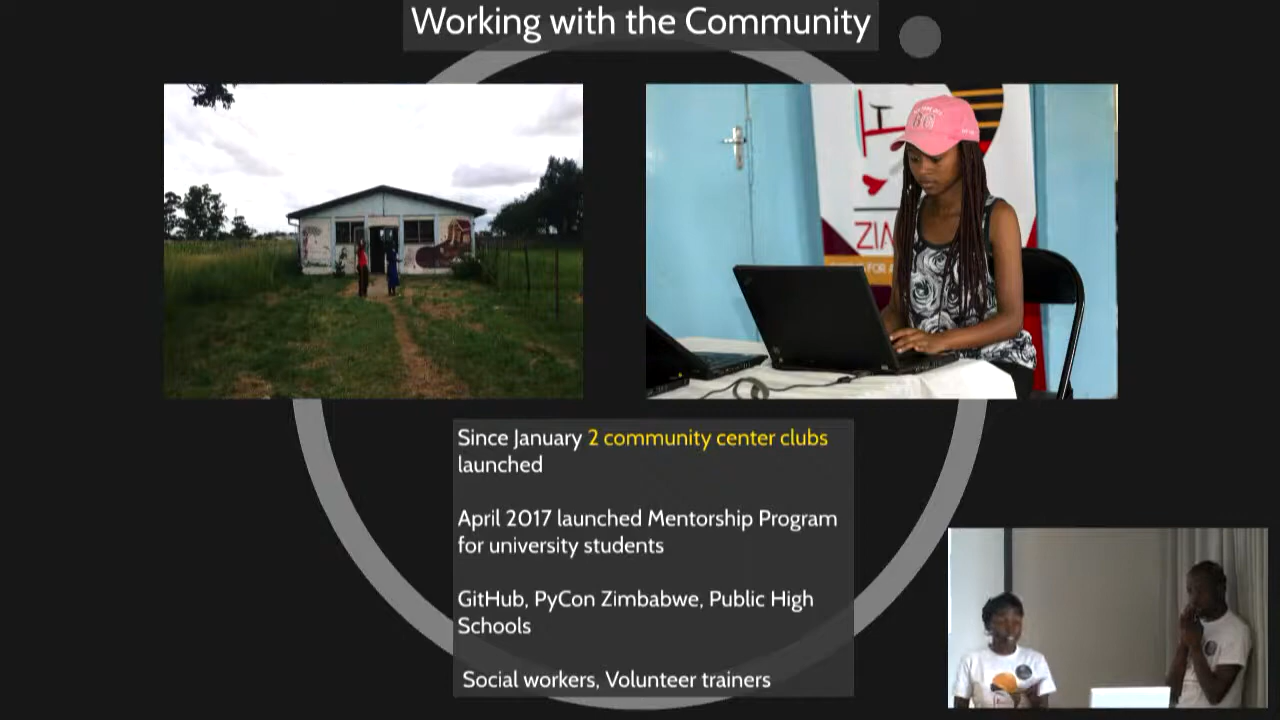 Working with the Community
Since January 2 community center clubs
launched
April 2017 launched Mentorship Program
for university students
GitHub, PyCon Zimbabwe, Public High
Schools
Social workers, Volunteer trainers